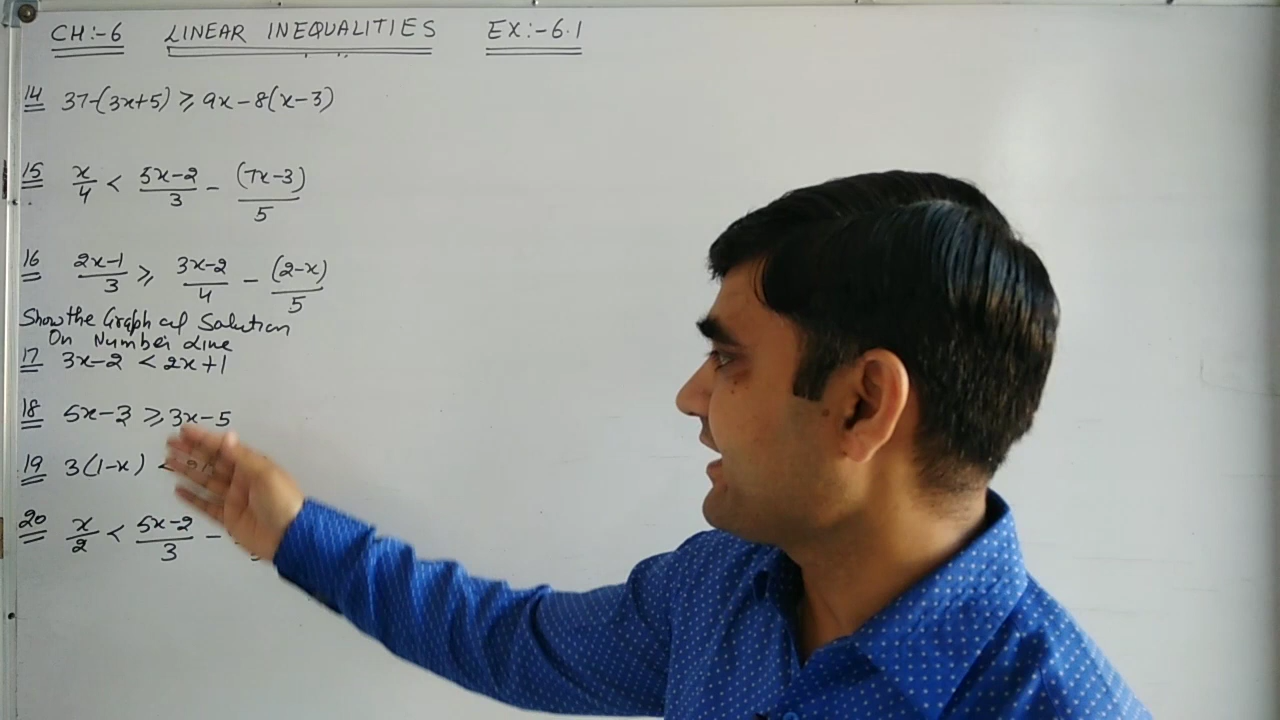 CH:-6 LINEAR INEQUALITIES EX:-6.1
14 37-(3x+5) ≥ 9x-8(x-3)
15 x/4 < (5x-2)/3 - (7x-3)/5
16 (2x-1)/3 ≥ (3x-2)/4 - (2-x)/5
Show the Graph of Solution
On Number Line
17 3x-2 < 2x+1
18 5x-3 ≥ 3x-5
19 3(1-x) <
20 x/2 < (5x-2)/3 -